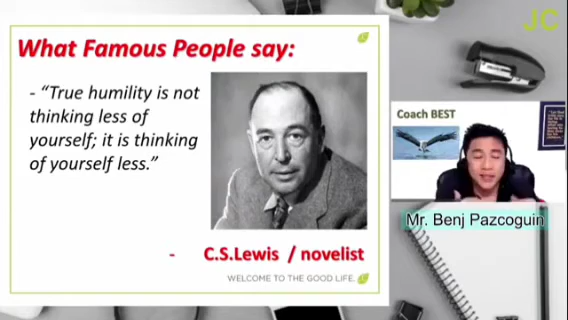 What Famous People say:
- “True humility is not
thinking less of
yourself; it is thinking
of yourself less.”
- C.S.Lewis / novelist
WELCOME TO THE GOOD LIFE.
JC
Coach BEST
Mr. Benj Pazcoguin